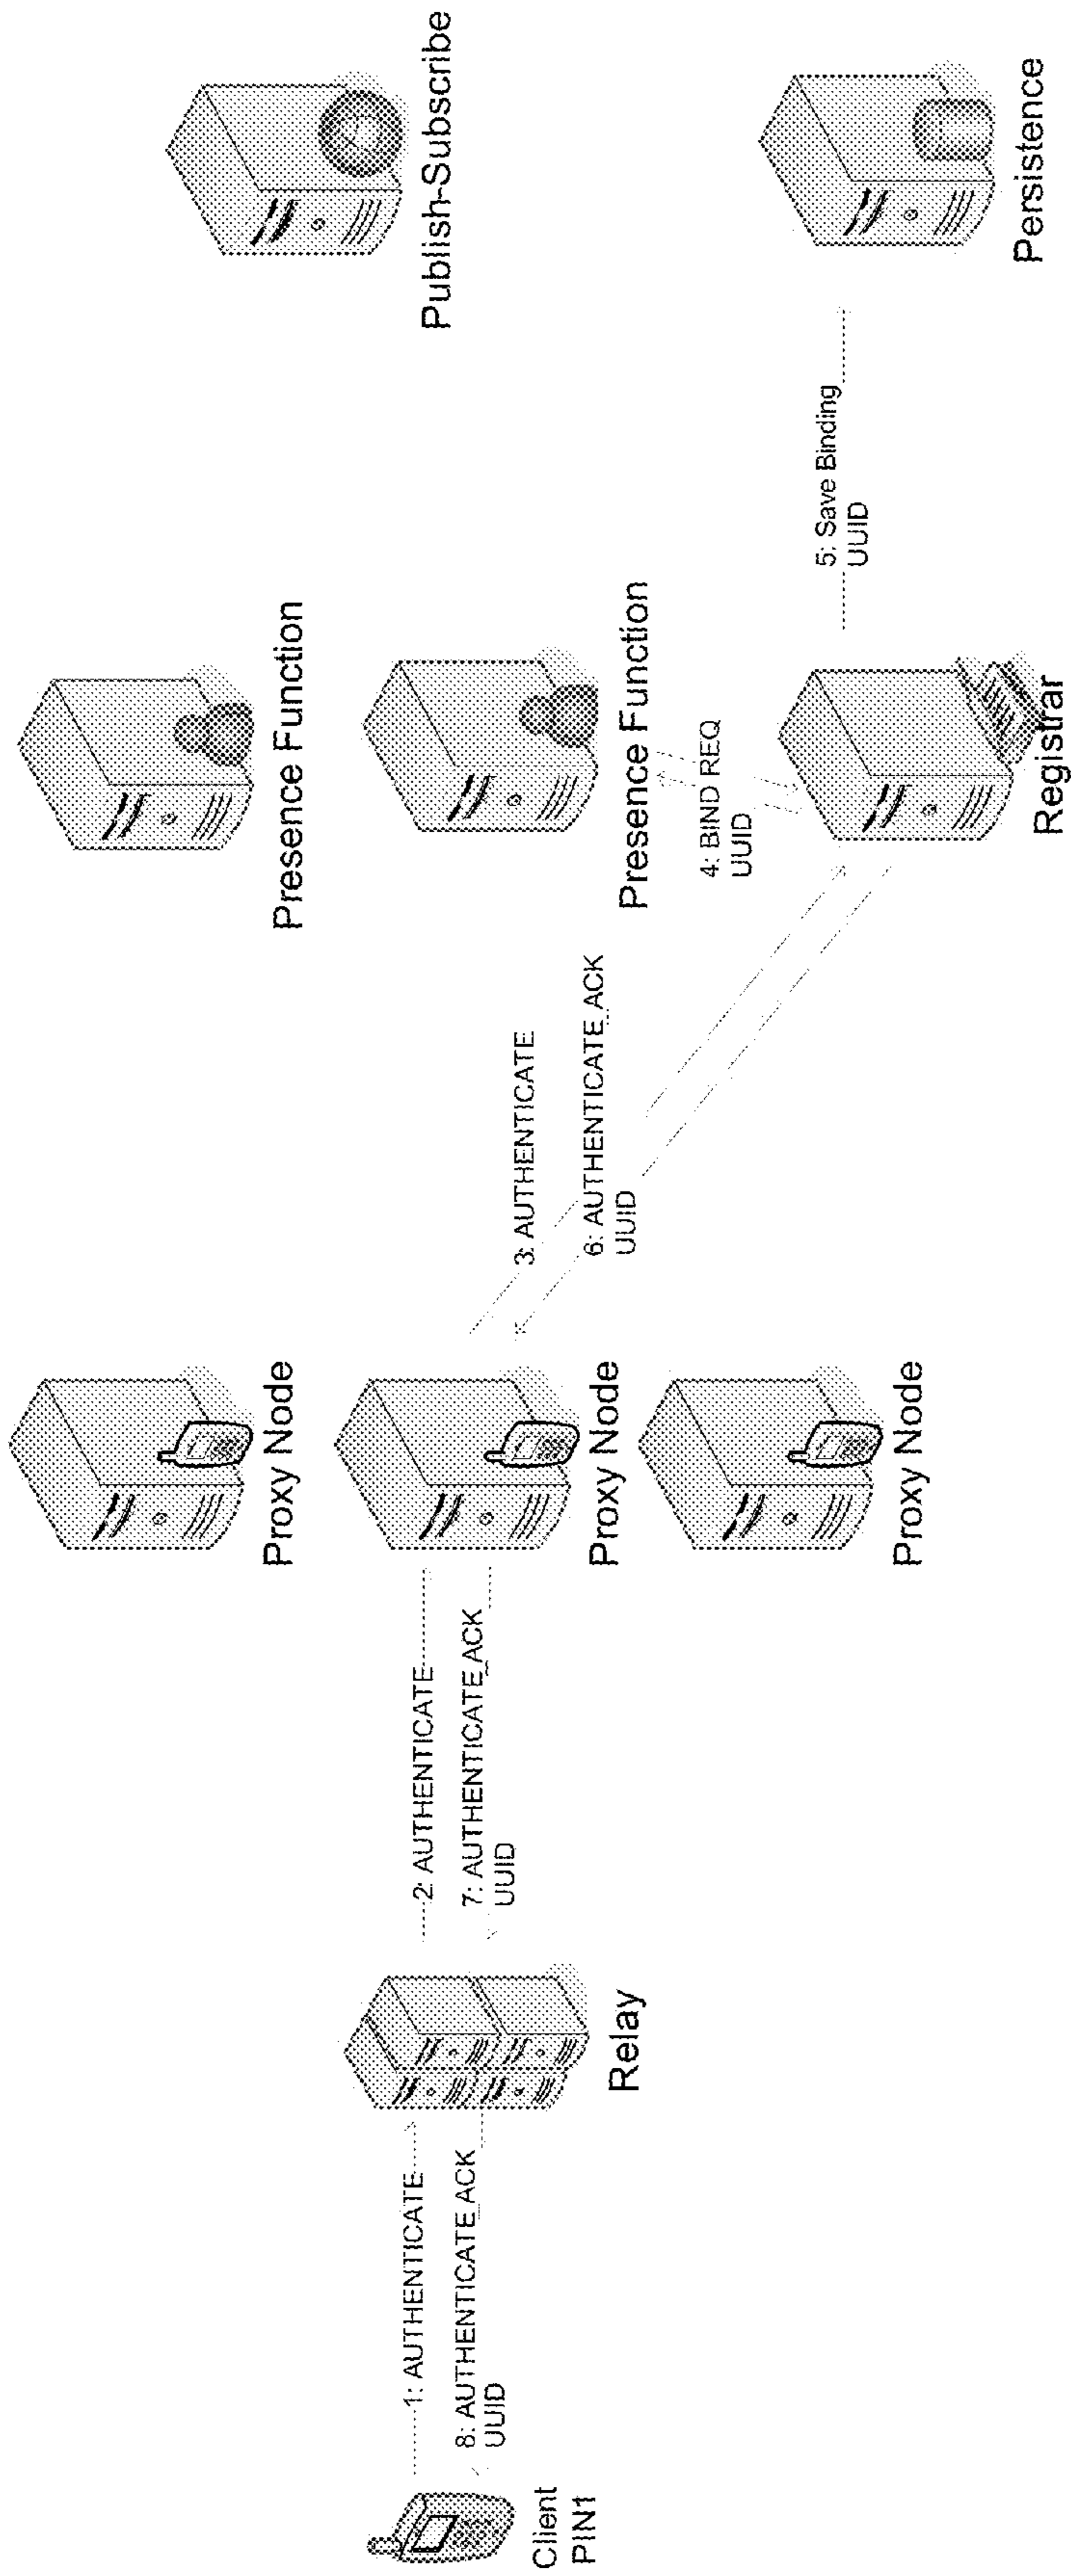 Client
PIN1
1: AUTHENTICATE
8: AUTHENTICATE_ACK
UUID
Relay
2: AUTHENTICATE
7: AUTHENTICATE_ACK
UUID
Proxy Node
Proxy Node
Proxy Node
3: AUTHENTICATE
6: AUTHENTICATE_ACK
UUID
Presence Function
Presence Function
4: BIND REQ
UUID
Registrar
5: Save Binding
UUID
Publish-Subscribe
Persistence